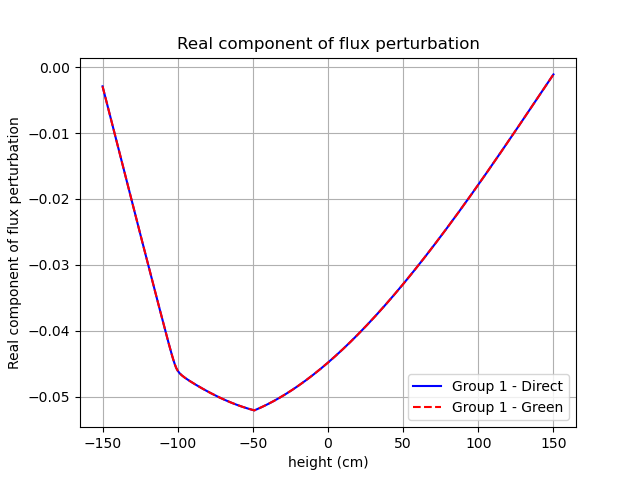 Real component of flux perturbation
Real component of flux perturbation
0.00
−0.01
−0.02
−0.03
−0.04
−0.05
−150
−100
−50
0
50
100
150
height (cm)
Group 1 - Direct
Group 1 - Green